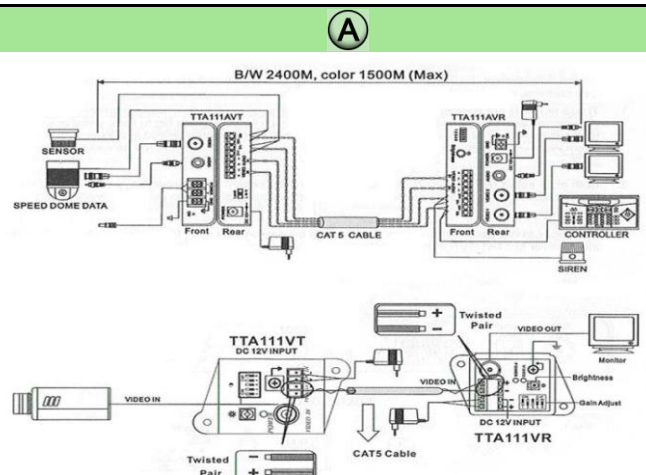 A
B/W 2400M, color 1500M (Max)
TTA111AVT
TTA111AVR
SENSOR
SPEED DOME DATA
Front Rear
CAT 5 CABLE
Front Rear
CONTROLLER
SIREN
Twisted
Pair
VIDEO OUT
TTA111VT
DC 12V INPUT
Monitor
VIDEO IN
VIDEO IN
Brightness
Gain Adjust
DC 12V INPUT
TTA111VR
CAT5 Cable
Twisted
Pair